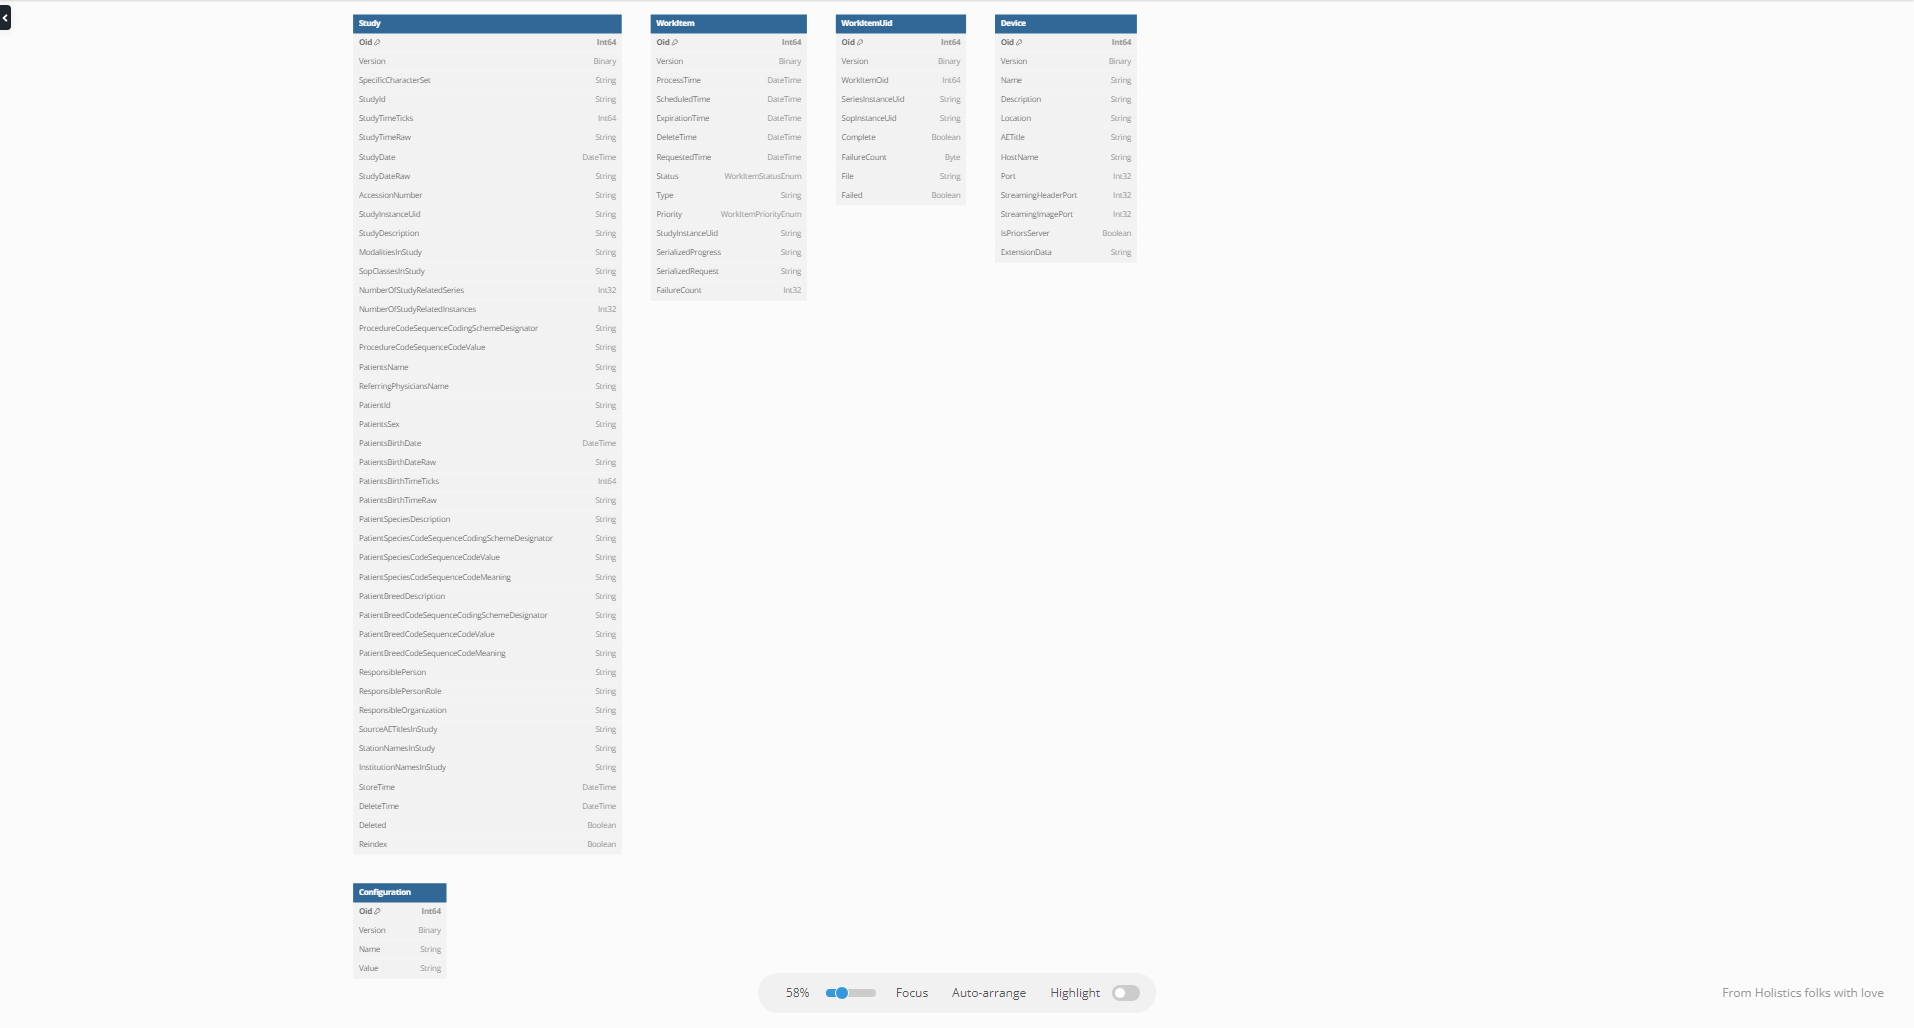 Study
Oid Int64
Version Binary
SpecificCharacterSet String
StudyId String
StudyTimeTicks Int64
StudyTimeRaw String
StudyDate DateTime
StudyDateRaw String
AccessionNumber String
StudyInstanceUid String
StudyDescription String
ModalitiesInStudy String
SopClassesInStudy String
NumberOfStudyRelatedSeries Int32
NumberOfStudyRelatedInstances Int32
ProcedureCodeSequenceCodingSchemeDesignator String
ProcedureCodeSequenceCodeValue String
PatientsName String
ReferringPhysiciansName String
PatientId String
PatientsSex String
PatientsBirthDate DateTime
PatientsBirthDateRaw String
PatientsBirthTimeTicks Int64
PatientsBirthTimeRaw String
PatientSpeciesDescription String
PatientSpeciesCodeSequenceCodingSchemeDesignator String
PatientSpeciesCodeSequenceCodeValue String
PatientSpeciesCodeSequenceCodeMeaning String
PatientBreedDescription String
PatientBreedCodeSequenceCodingSchemeDesignator String
PatientBreedCodeSequenceCodeValue String
PatientBreedCodeSequenceCodeMeaning String
ResponsiblePerson String
ResponsiblePersonRole String
ResponsibleOrganization String
SourceAETitlesInStudy String
StationNamesInStudy String
InstitutionNamesInStudy String
StoreTime DateTime
DeleteTime DateTime
Deleted Boolean
Reindex Boolean
WorkItem
Oid Int64
Version Binary
ProcessTime DateTime
ScheduledTime DateTime
ExpirationTime DateTime
DeleteTime DateTime
RequestedTime DateTime
Status WorkItemStatusEnum
Type String
Priority WorkItemPriorityEnum
StudyInstanceUid String
SerializedProgress String
SerializedRequest String
FailureCount Int32
WorkItemUid
Oid Int64
Version Binary
WorkItemOid Int64
SeriesInstanceUid String
SopInstanceUid String
Complete Boolean
FailureCount Byte
File String
Failed Boolean
Device
Oid Int64
Version Binary
Name String
Description String
Location String
AETitle String
HostName String
Port Int32
StreamingHeaderPort Int32
StreamingImagePort Int32
IsPriorsServer Boolean
ExtensionData String
Configuration
Oid Int64
Version Binary
Name String
Value String
58% Focus Auto-arrange Highlight
From Holistics folks with love